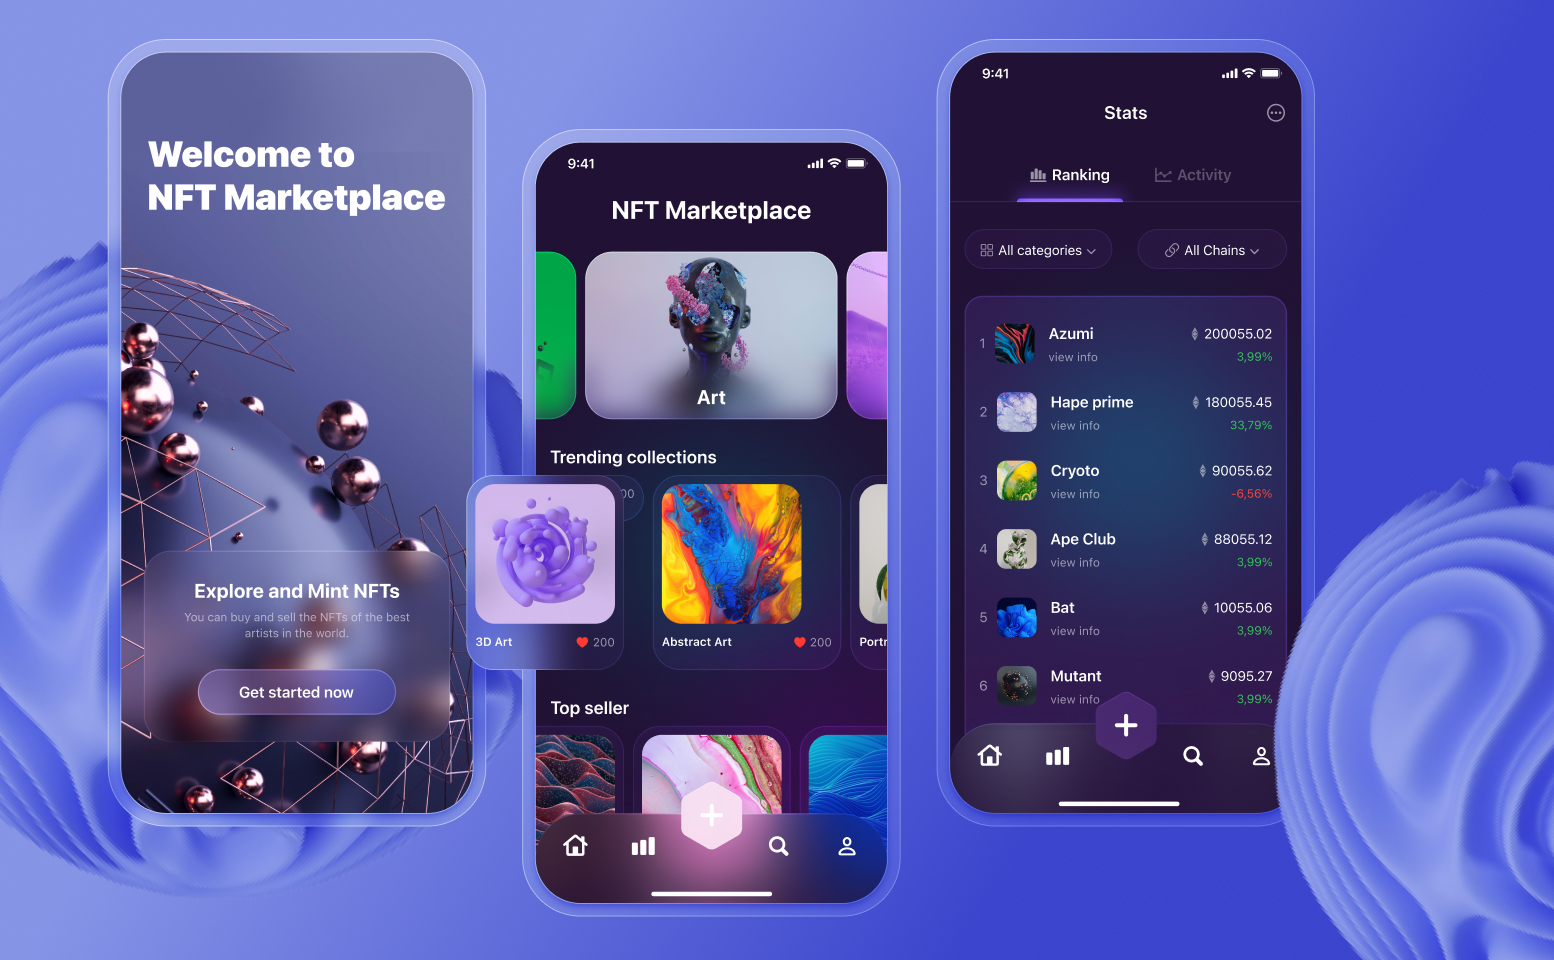 Welcome to
NFT Marketplace
Explore and Mint NFTs
You can buy and sell the NFTs of the best
artists in the world.
Get started now
9:41
NFT Marketplace
Art
Trending collections
00
3D Art
200
Abstract Art
200
Portr
Top seller
9:41
Stats
Ranking
Activity
All categories
All Chains
1 Azumi 200055.02
view info 3,99%
2 Hape prime 180055.45
view info 33,79%
3 Cryoto 90055.62
view info -6,56%
4 Ape Club 88055.12
view info 3,99%
5 Bat 10055.06
view info 3,99%
6 Mutant 9095.27
view info 3,99%